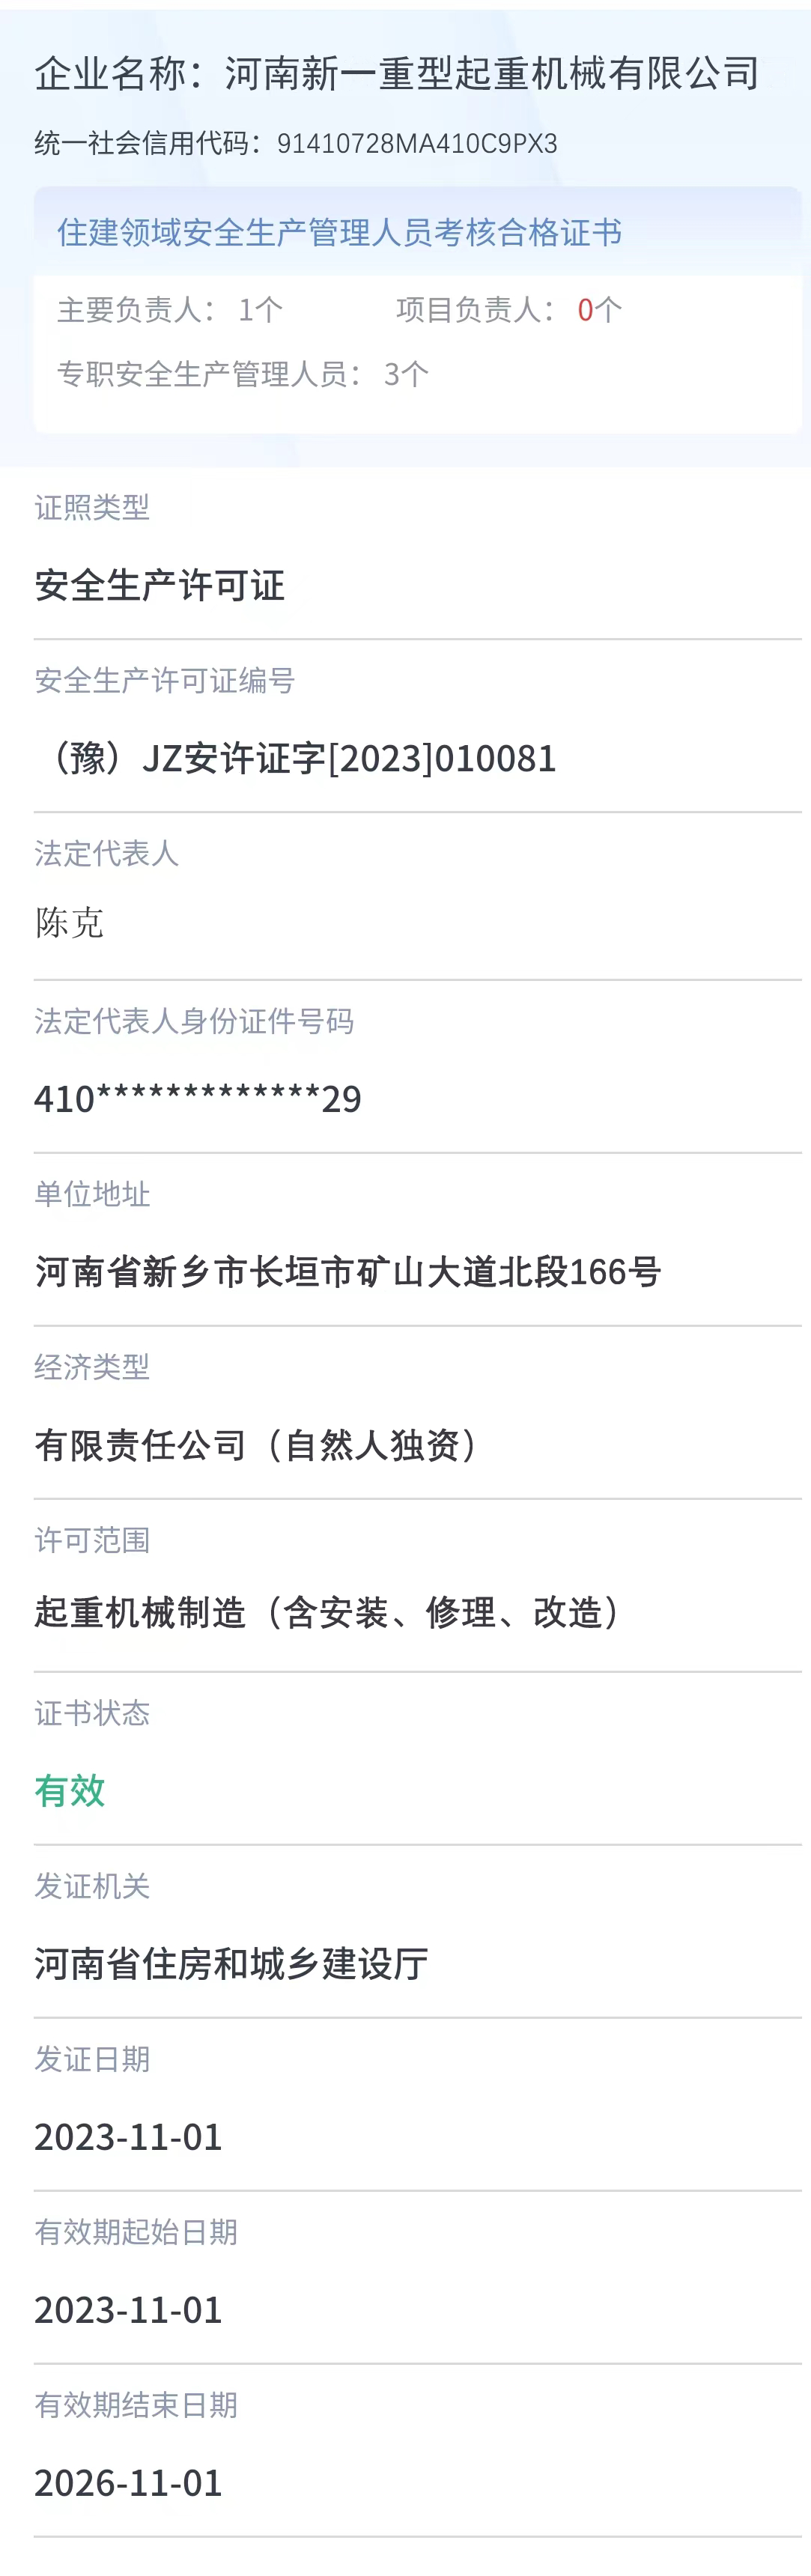 企业名称：河南新一重型起重机械有限公司
统一社会信用代码：91410728MA410C9PX3
住建领域安全生产管理人员考核合格证书
主要负责人： 1个 项目负责人： 0个
专职安全生产管理人员： 3个
证照类型
安全生产许可证
安全生产许可证编号
（豫）JZ安许证字[2023]010081
法定代表人
陈克
法定代表人身份证件号码
410*************29
单位地址
河南省新乡市长垣市矿山大道北段166号
经济类型
有限责任公司（自然人独资）
许可范围
起重机械制造（含安装、修理、改造）
证书状态
有效
发证机关
河南省住房和城乡建设厅
发证日期
2023-11-01
有效期起始日期
2023-11-01
有效期结束日期
2026-11-01